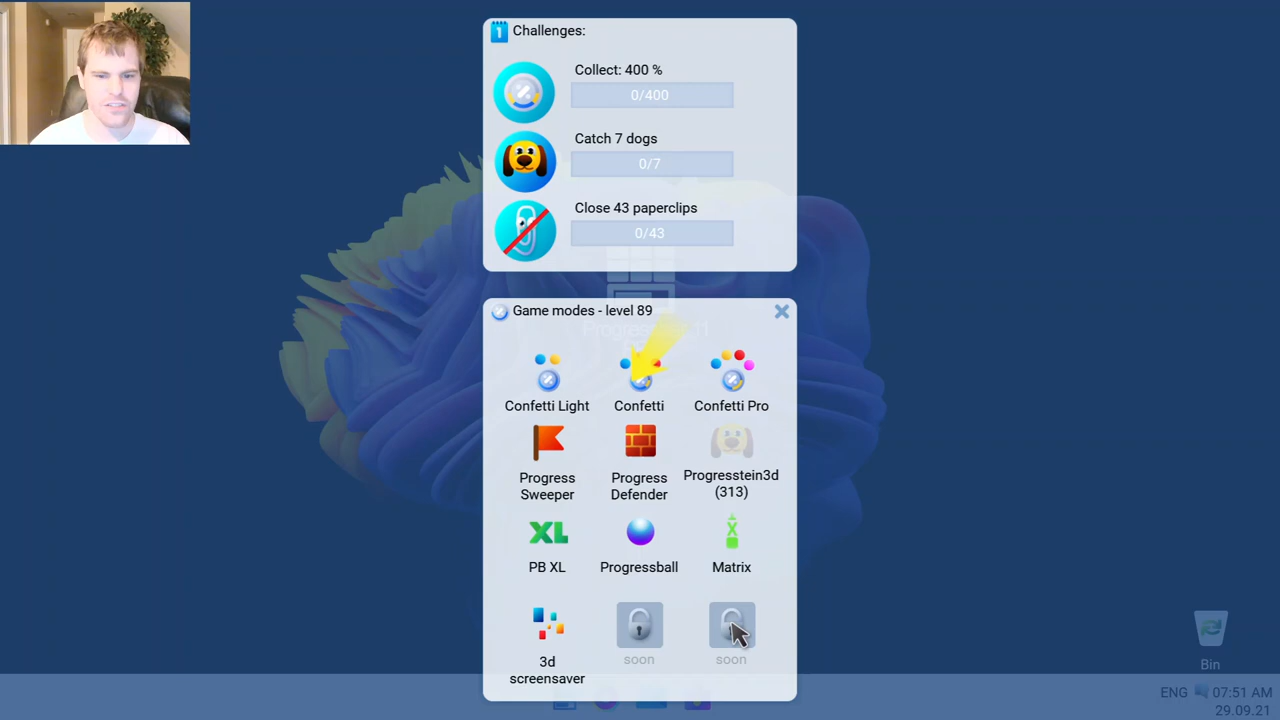 Challenges:
Collect: 400 %
0/400
Catch 7 dogs
0/7
Close 43 paperclips
0/43
Game modes - level 89
Confetti Light
Confetti
Confetti Pro
Progress
Sweeper
Progress
Defender
Progresstein3d
(313)
XL
PB XL
Progressball
X
Matrix
3d
screensaver
soon
soon
Bin
ENG
07:51 AM
29.09.21